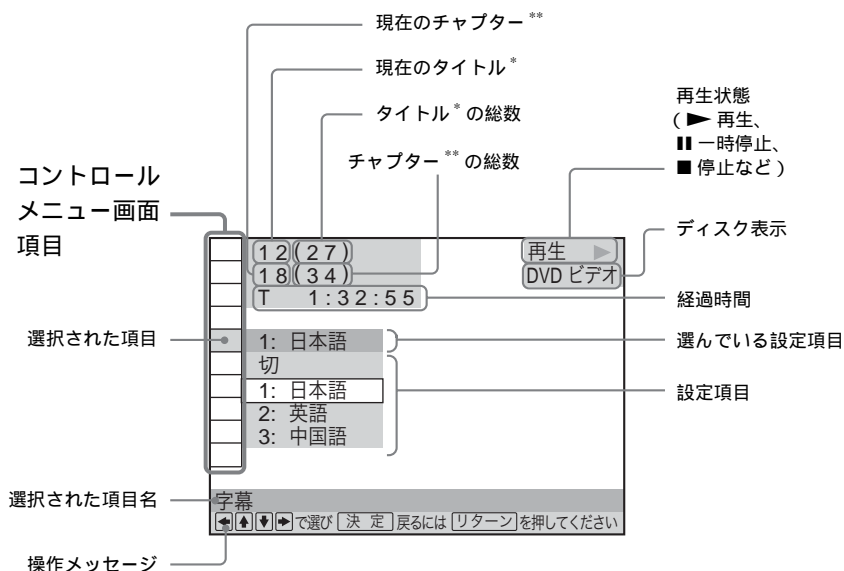 現在のチャプター**
現在のタイトル*
タイトル*の総数
チャプター**の総数
再生状態
(▶ 再生、
❚❚ 一時停止、
■ 停止など)
コントロール
メニュー画面
項目
12(27)
18(34)
T 1:32:55
再生 ▶
DVD ビデオ
ディスク表示
経過時間
選択された項目
1: 日本語
選んでいる設定項目
切
1: 日本語
2: 英語
3: 中国語
設定項目
選択された項目名
字幕
←↑↓→で選び 決 定 戻るには リターン を押してください
操作メッセージ